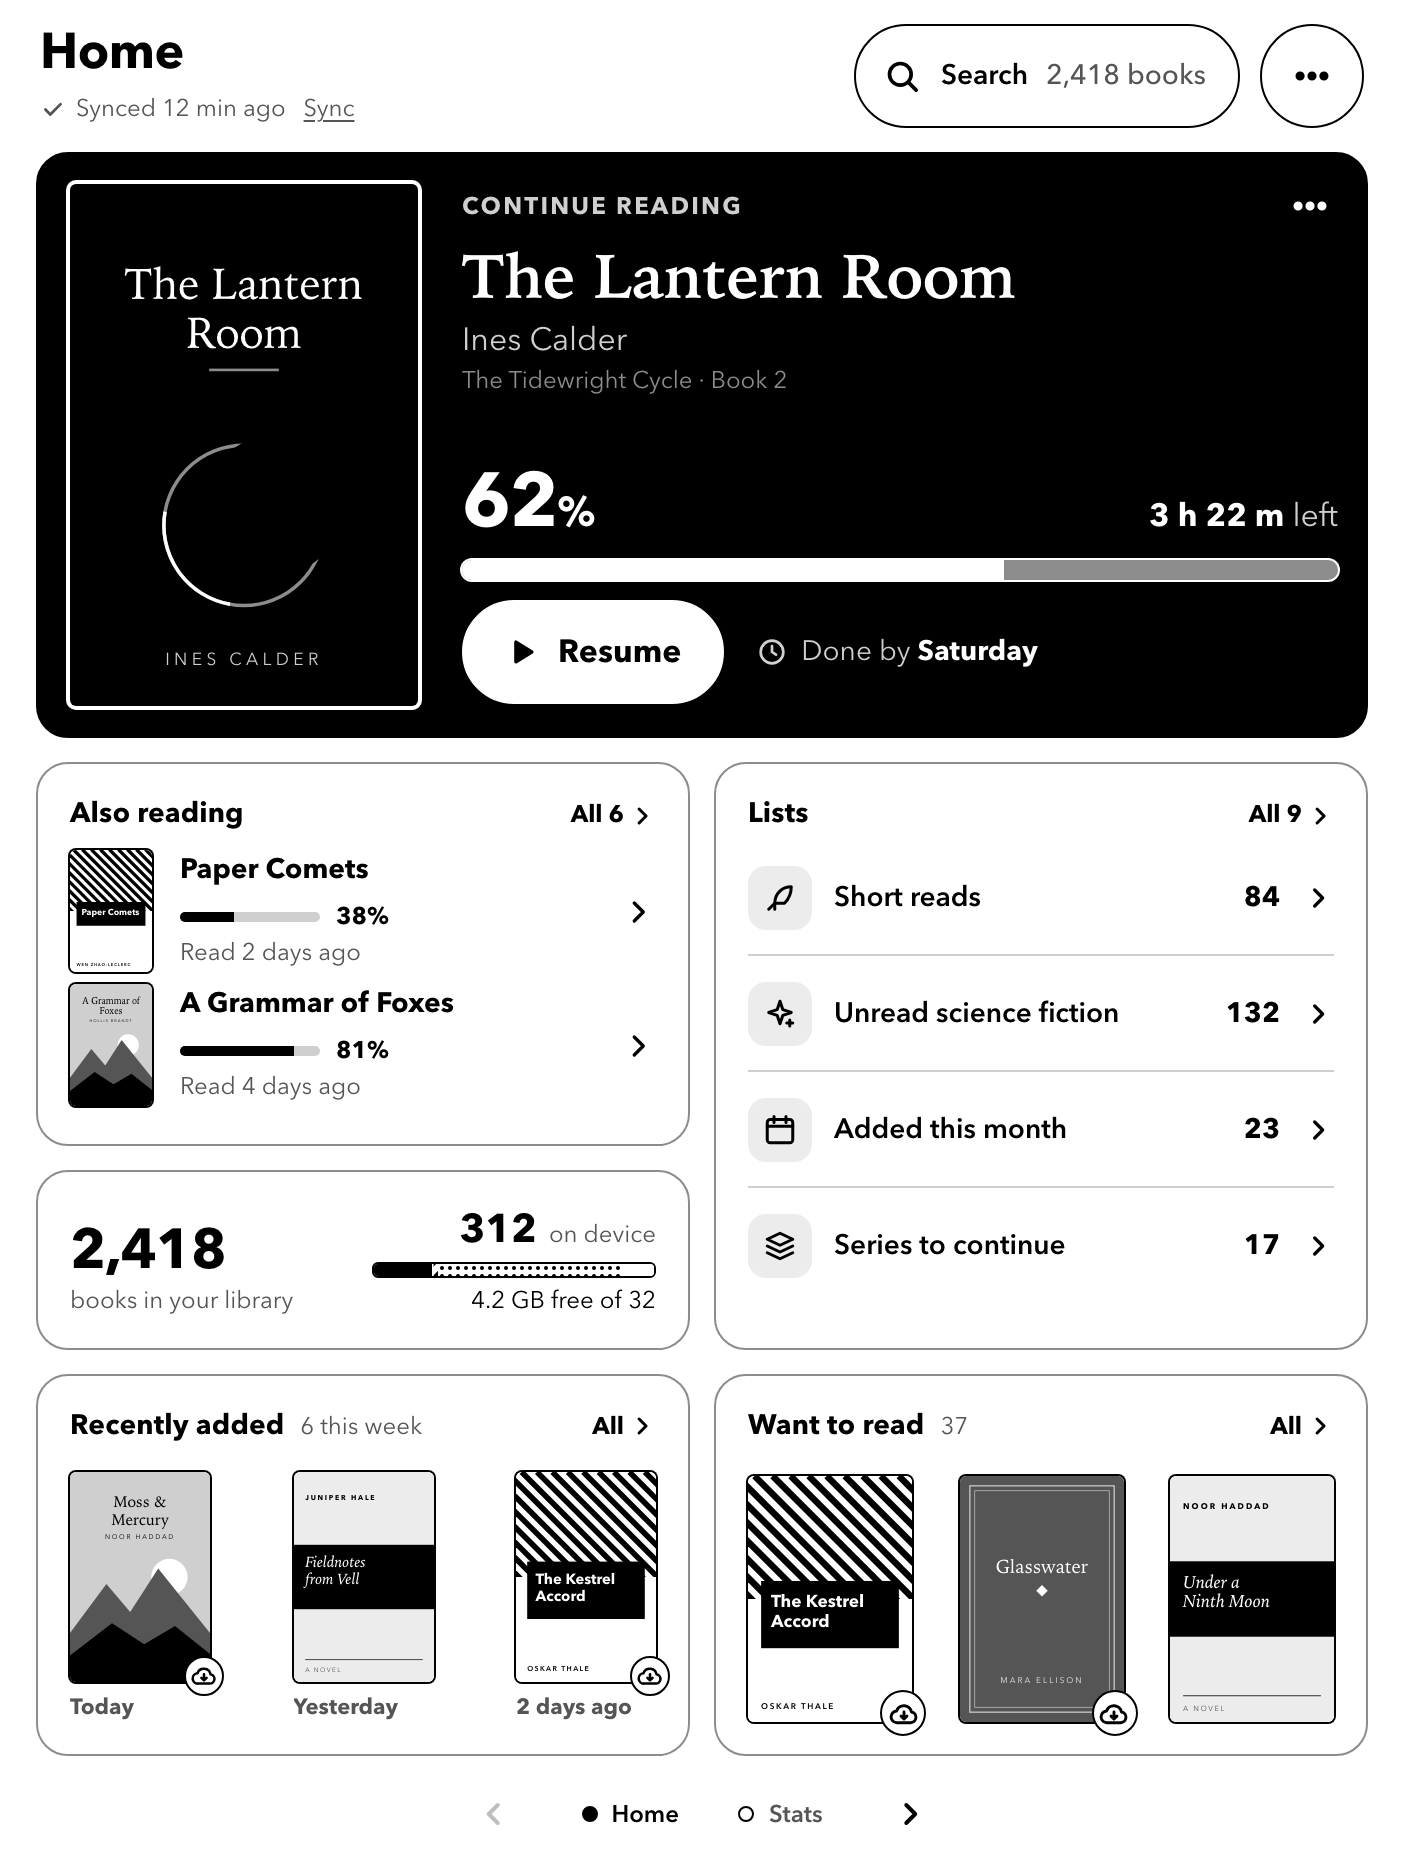 Home
Search 2,418 books
Synced 12 min ago Sync
The Lantern
Room
INES CALDER
CONTINUE READING
The Lantern Room
Ines Calder
The Tidewright Cycle · Book 2
62%
3 h 22 m left
Resume
Done by Saturday
Also reading
All 6
Paper Comets
WEN ZHAO-LECLERC
Paper Comets
38%
Read 2 days ago
A Grammar of
Foxes
HOLLIS BRANDT
A Grammar of Foxes
81%
Read 4 days ago
Lists
All 9
Short reads 84
Unread science fiction 132
Added this month 23
Series to continue 17
2,418
books in your library
312 on device
4.2 GB free of 32
Recently added 6 this week
All
Moss &
Mercury
NOOR HADDAD
Today
JUNIPER HALE
Fieldnotes
from Vell
A NOVEL
Yesterday
The Kestrel
Accord
OSKAR THALE
2 days ago
Want to read 37
All
The Kestrel
Accord
OSKAR THALE
Glasswater
MARA ELLISON
NOOR HADDAD
Under a
Ninth Moon
A NOVEL
Home
Stats